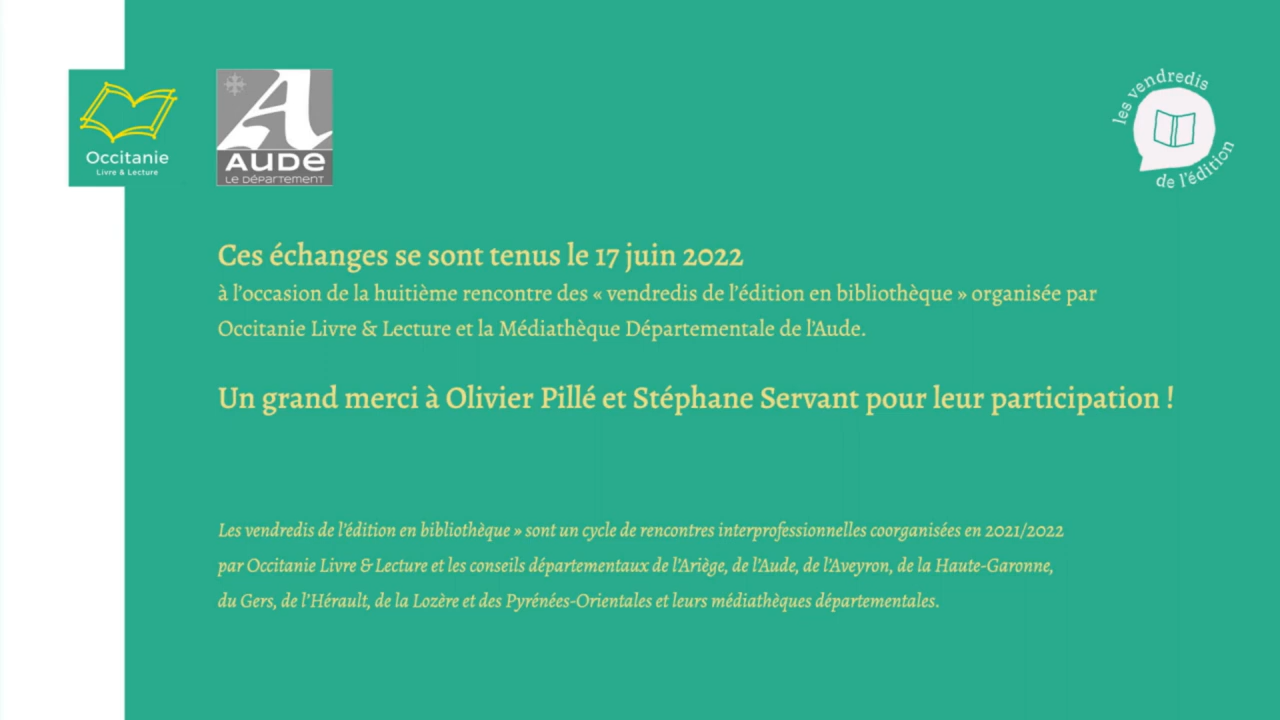 Occitanie
Livre & Lecture
AUDE
LE DÉPARTEMENT
les vendredis
de l'édition
Ces échanges se sont tenus le 17 juin 2022
à l'occasion de la huitième rencontre des « vendredis de l'édition en bibliothèque » organisée par
Occitanie Livre & Lecture et la Médiathèque Départementale de l'Aude.
Un grand merci à Olivier Pillé et Stéphane Servant pour leur participation !
Les vendredis de l'édition en bibliothèque » sont un cycle de rencontres interprofessionnelles coorganisées en 2021/2022
par Occitanie Livre & Lecture et les conseils départementaux de l'Ariège, de l'Aude, de l'Aveyron, de la Haute-Garonne,
du Gers, de l'Hérault, de la Lozère et des Pyrénées-Orientales et leurs médiathèques départementales.